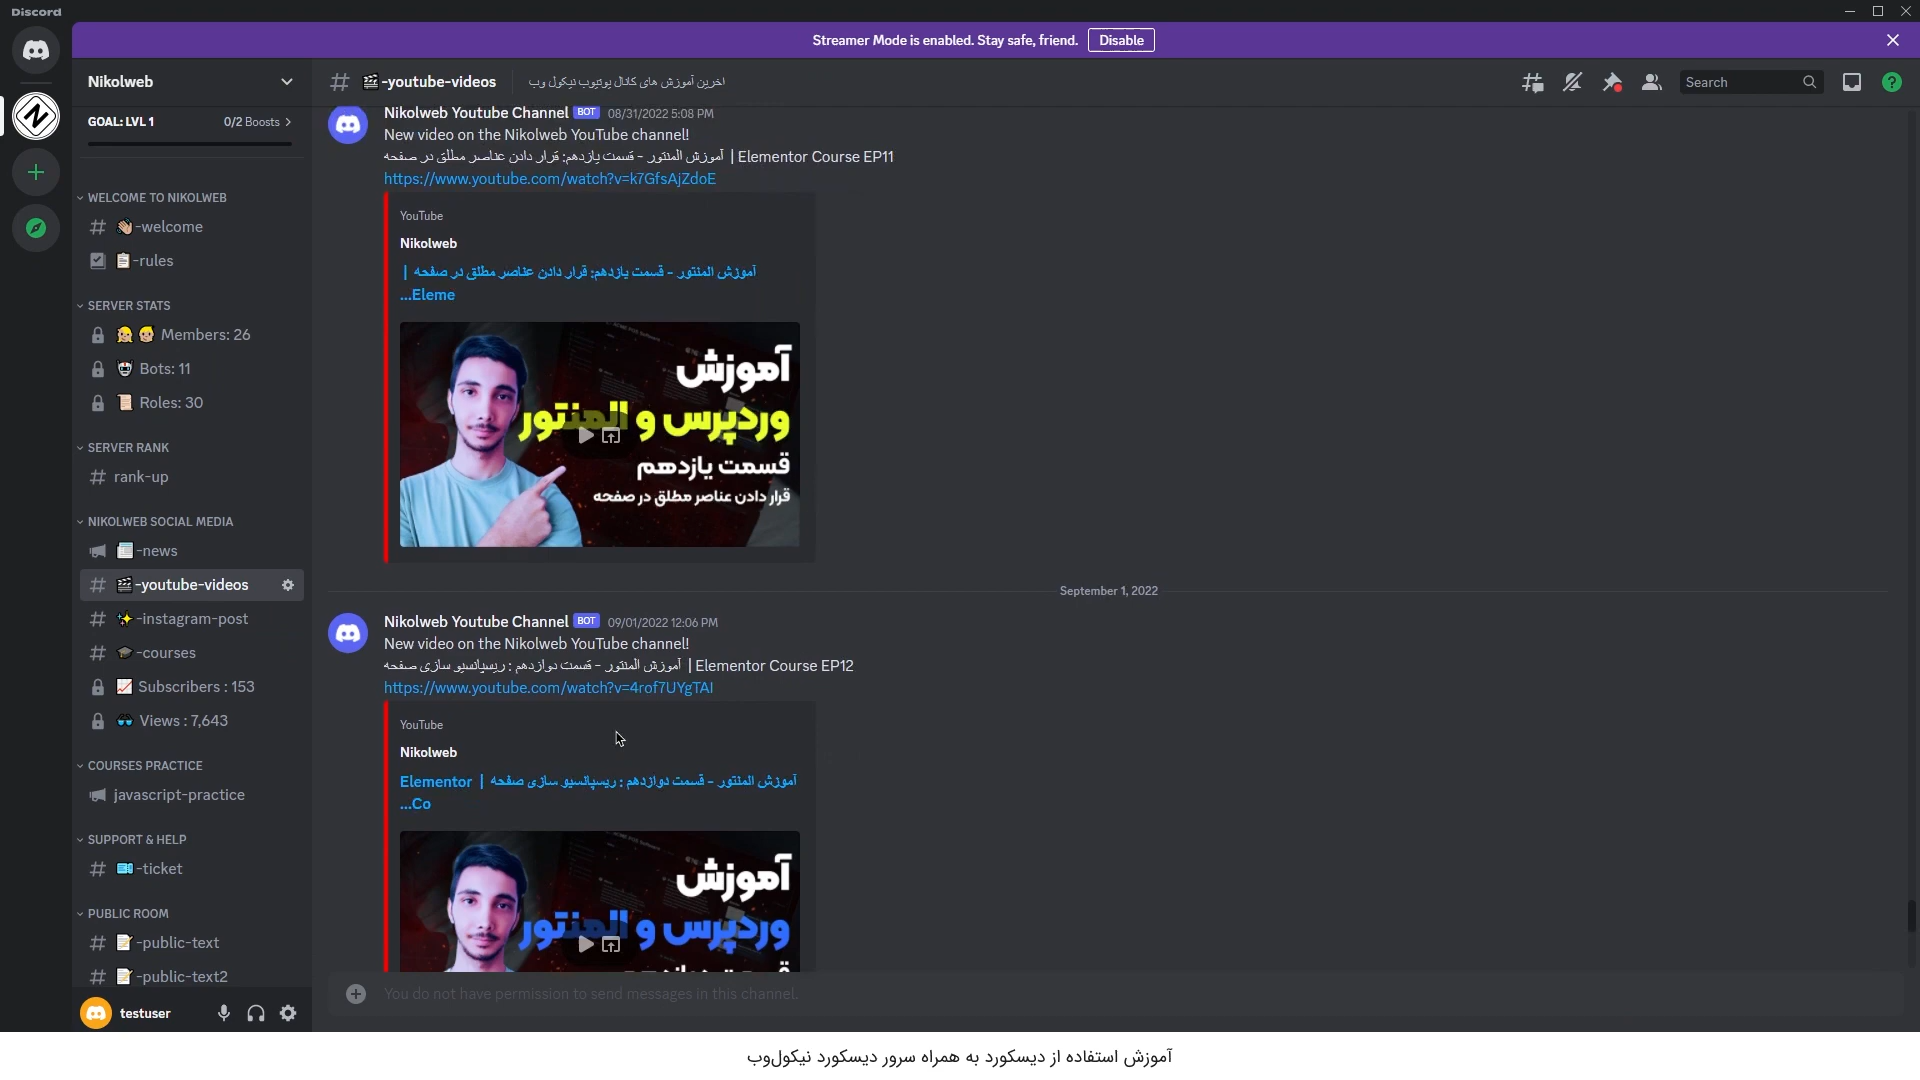 Discord
Streamer Mode is enabled. Stay safe, friend. Disable
Nikolweb
🎬-youtube-videos
اخرین آموزش های کانال یوتیوب نیکول وب
Search
GOAL: LVL 1 0/2 Boosts
WELCOME TO NIKOLWEB
👋-welcome
📋-rules
SERVER STATS
Members: 26
Bots: 11
Roles: 30
SERVER RANK
rank-up
NIKOLWEB SOCIAL MEDIA
📰-news
🎬-youtube-videos
✨-instagram-post
🎓-courses
📈 Subscribers : 153
👓 Views : 7,643
COURSES PRACTICE
javascript-practice
SUPPORT & HELP
🎫-ticket
PUBLIC ROOM
📝-public-text
📝-public-text2
testuser
Nikolweb Youtube Channel BOT 08/31/2022 5:08 PM
New video on the Nikolweb YouTube channel!
آموزش المنتور - قسمت یازدهم: قرار دادن عناصر مطلق در صفحه | Elementor Course EP11
https://www.youtube.com/watch?v=k7GfsAjZdoE
YouTube
Nikolweb
آموزش المنتور - قسمت یازدهم: قرار دادن عناصر مطلق در صفحه |
Eleme...
آموزش
وردپرس و المنتور
قسمت یازدهم
قرار دادن عناصر مطلق در صفحه
September 1, 2022
Nikolweb Youtube Channel BOT 09/01/2022 12:06 PM
New video on the Nikolweb YouTube channel!
آموزش المنتور - قسمت دوازدهم : ریسپانسیو سازی صفحه | Elementor Course EP12
https://www.youtube.com/watch?v=4rof7UYgTAI
YouTube
Nikolweb
آموزش المنتور - قسمت دوازدهم : ریسپانسیو سازی صفحه | Elementor
Co...
آموزش
وردپرس و المنتور
You do not have permission to send messages in this channel.
آموزش استفاده از دیسکورد به همراه سرور دیسکورد نیکول‌وب